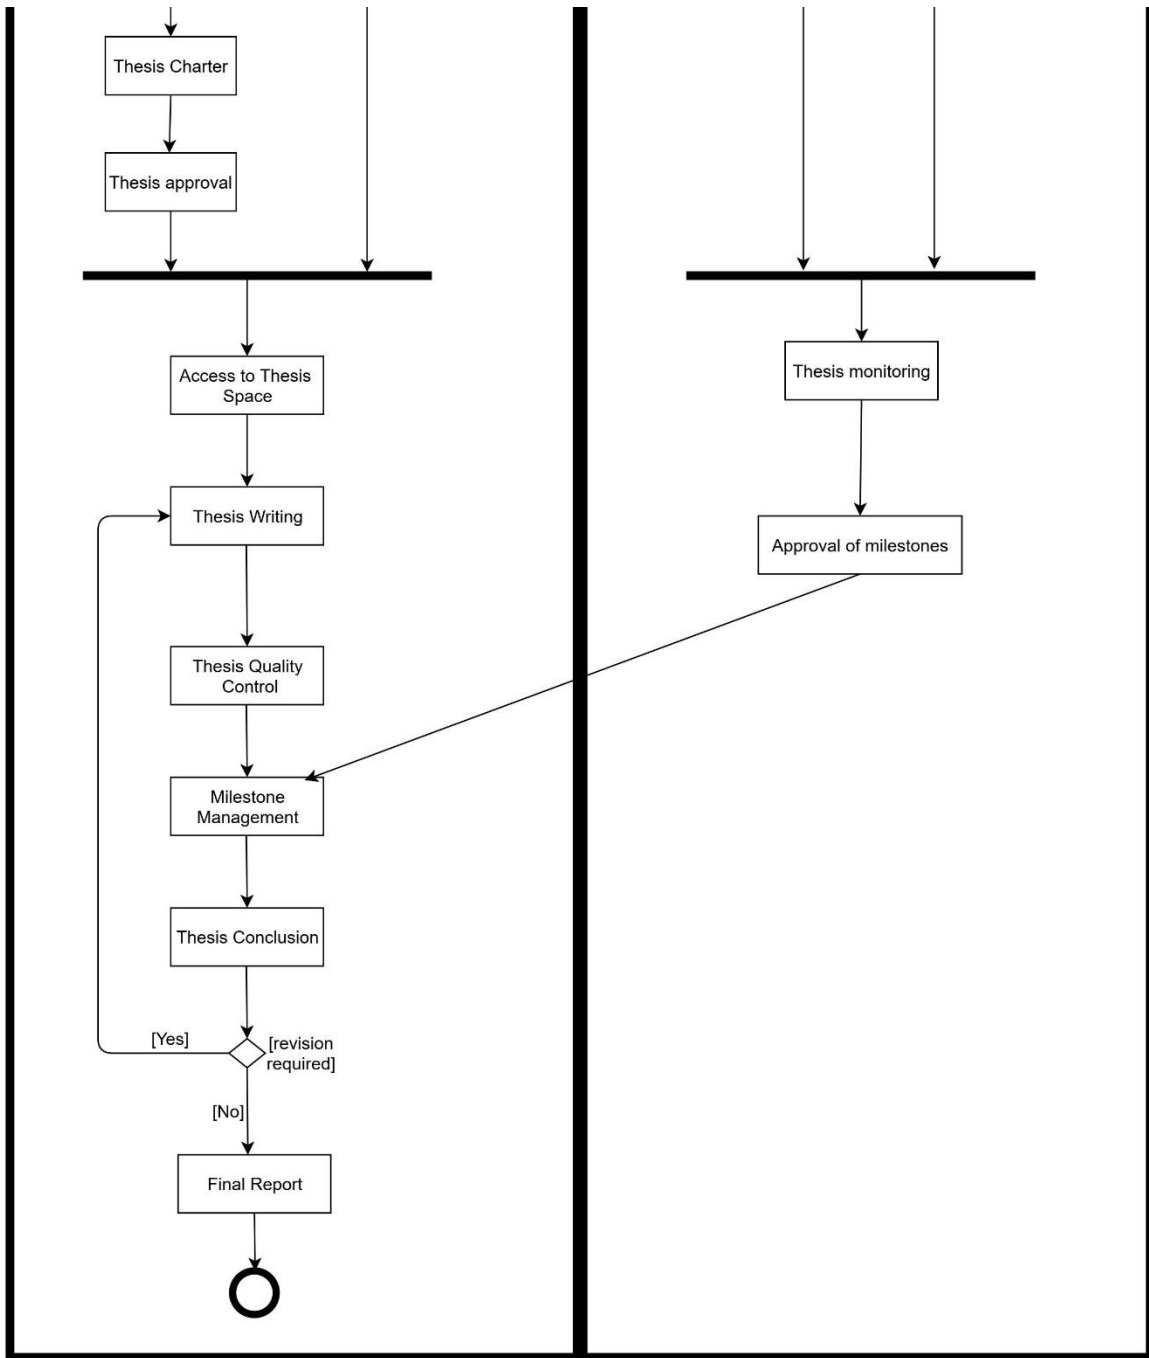 Thesis Charter
Thesis approval
Access to Thesis
Space
Thesis Writing
Thesis Quality
Control
Milestone
Management
Thesis Conclusion
[Yes]
[revision
required]
[No]
Final Report
Thesis monitoring
Approval of milestones